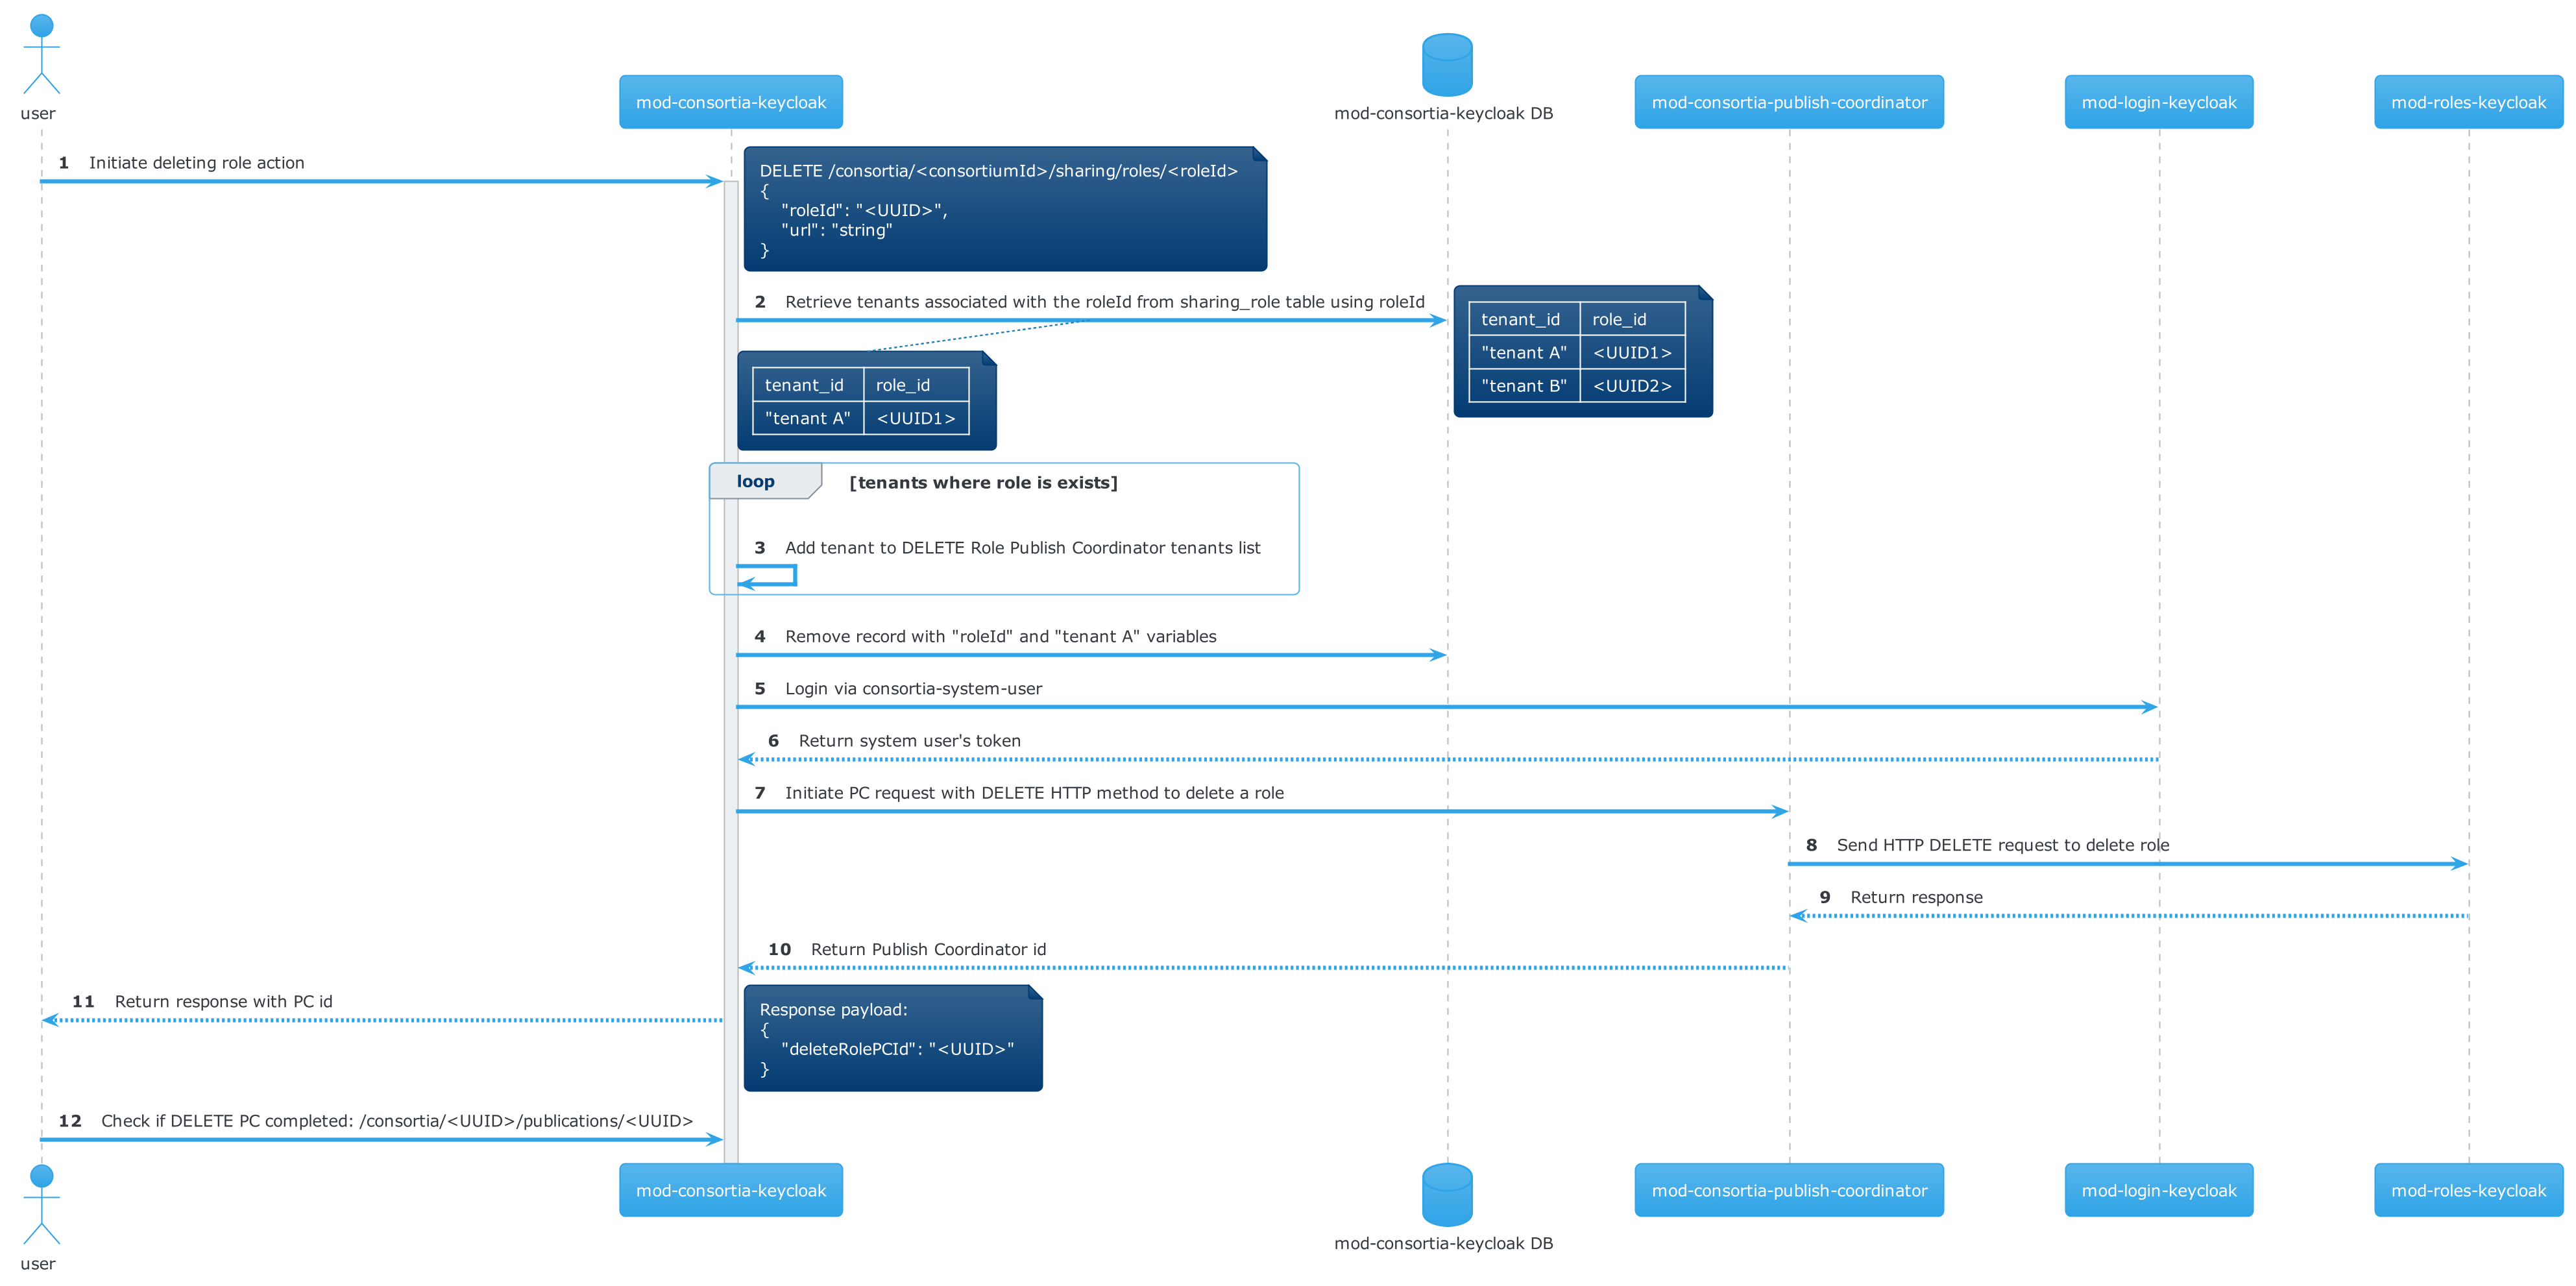 user
mod-consortia-keycloak
mod-consortia-keycloak DB
mod-consortia-publish-coordinator
mod-login-keycloak
mod-roles-keycloak
1 Initiate deleting role action
DELETE /consortia/<consortiumId>/sharing/roles/<roleId>
{
"roleId": "<UUID>",
"url": "string"
}
2 Retrieve tenants associated with the roleId from sharing_role table using roleId
tenant_id role_id
"tenant A" <UUID1>
"tenant B" <UUID2>
tenant_id role_id
"tenant A" <UUID1>
loop [tenants where role is exists]
3 Add tenant to DELETE Role Publish Coordinator tenants list
4 Remove record with "roleId" and "tenant A" variables
5 Login via consortia-system-user
6 Return system user's token
7 Initiate PC request with DELETE HTTP method to delete a role
8 Send HTTP DELETE request to delete role
9 Return response
10 Return Publish Coordinator id
11 Return response with PC id
Response payload:
{
"deleteRolePCId": "<UUID>"
}
12 Check if DELETE PC completed: /consortia/<UUID>/publications/<UUID>
user
mod-consortia-keycloak
mod-consortia-keycloak DB
mod-consortia-publish-coordinator
mod-login-keycloak
mod-roles-keycloak